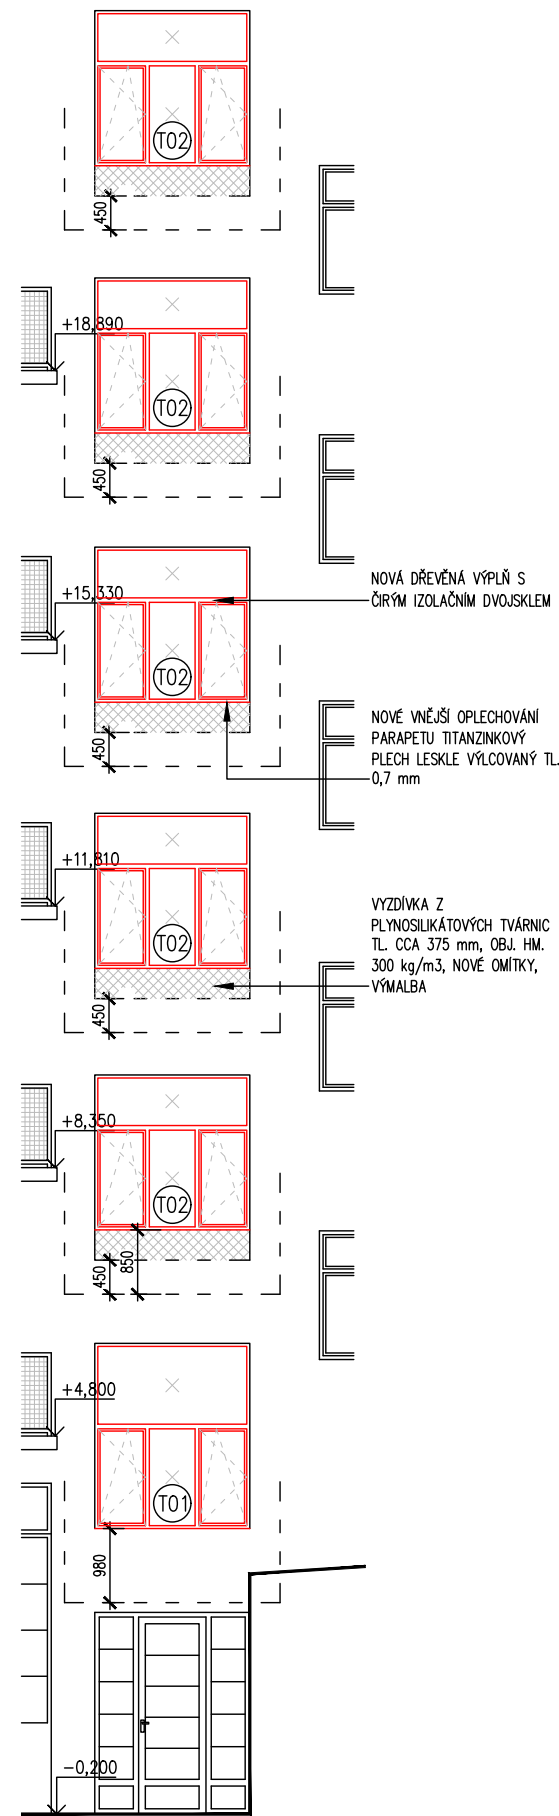 T02
450
+18,890
T02
450
+15,330
NOVÁ DŘEVĚNÁ VÝPLŇ S
ČIRÝM IZOLAČNÍM DVOJSKLEM
T02
NOVÉ VNĚJŠÍ OPLECHOVÁNÍ
PARAPETU TITANZINKOVÝ
PLECH LESKLE VÝLCOVANÝ TL.
0,7 mm
450
+11,810
VYZDÍVKA Z
PLYNOSILIKÁTOVÝCH TVÁRNIC
TL. CCA 375 mm, OBJ. HM.
300 kg/m3, NOVÉ OMÍTKY,
VÝMALBA
T02
450
+8,350
T02
450
850
+4,800
T01
980
-0,200